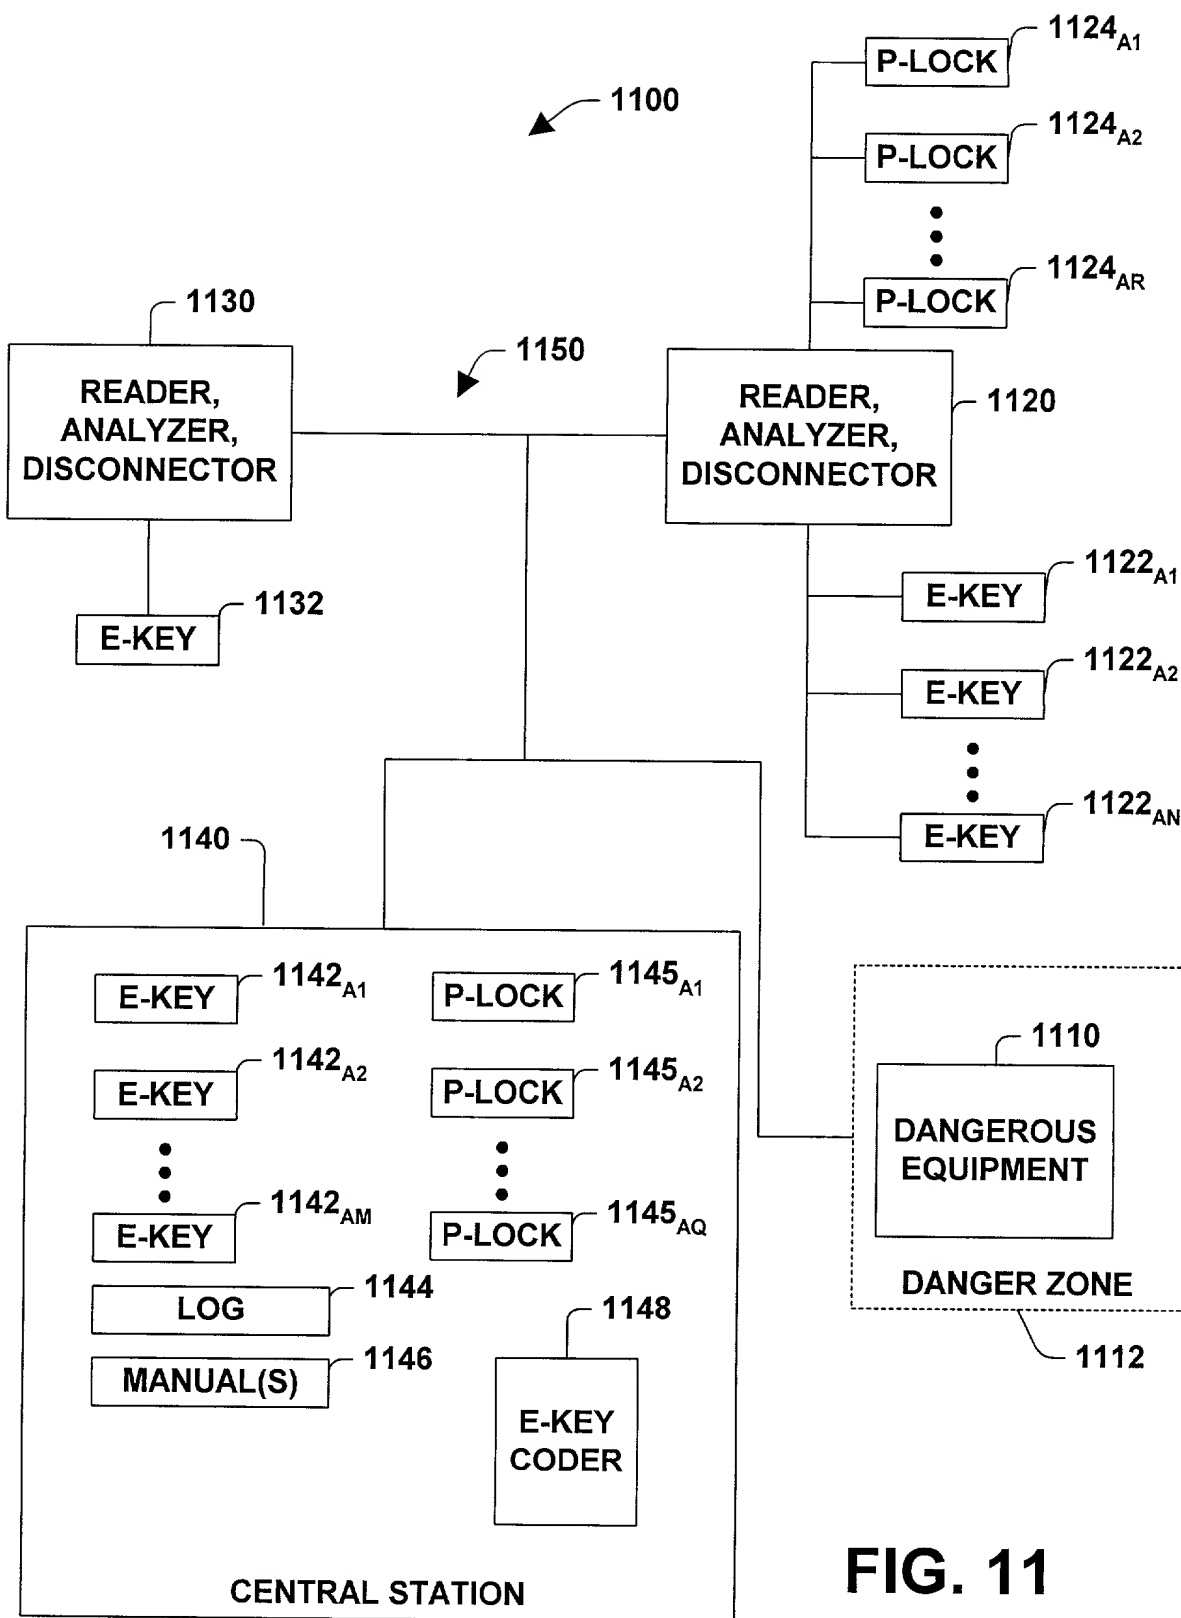 1124A1
P-LOCK
1100
1124A2
P-LOCK
1124AR
P-LOCK
1130
1150
READER,
ANALYZER,
DISCONNECTOR
READER,
ANALYZER,
DISCONNECTOR
1120
1122A1
E-KEY
1132
E-KEY
1122A2
E-KEY
1122AN
E-KEY
1140
1142A1
E-KEY
1145A1
P-LOCK
1142A2
E-KEY
1145A2
P-LOCK
1110
DANGEROUS
EQUIPMENT
1142AM
E-KEY
1145AQ
P-LOCK
DANGER ZONE
1144
LOG
1148
1112
1146
MANUAL(S)
E-KEY
CODER
CENTRAL STATION
FIG. 11